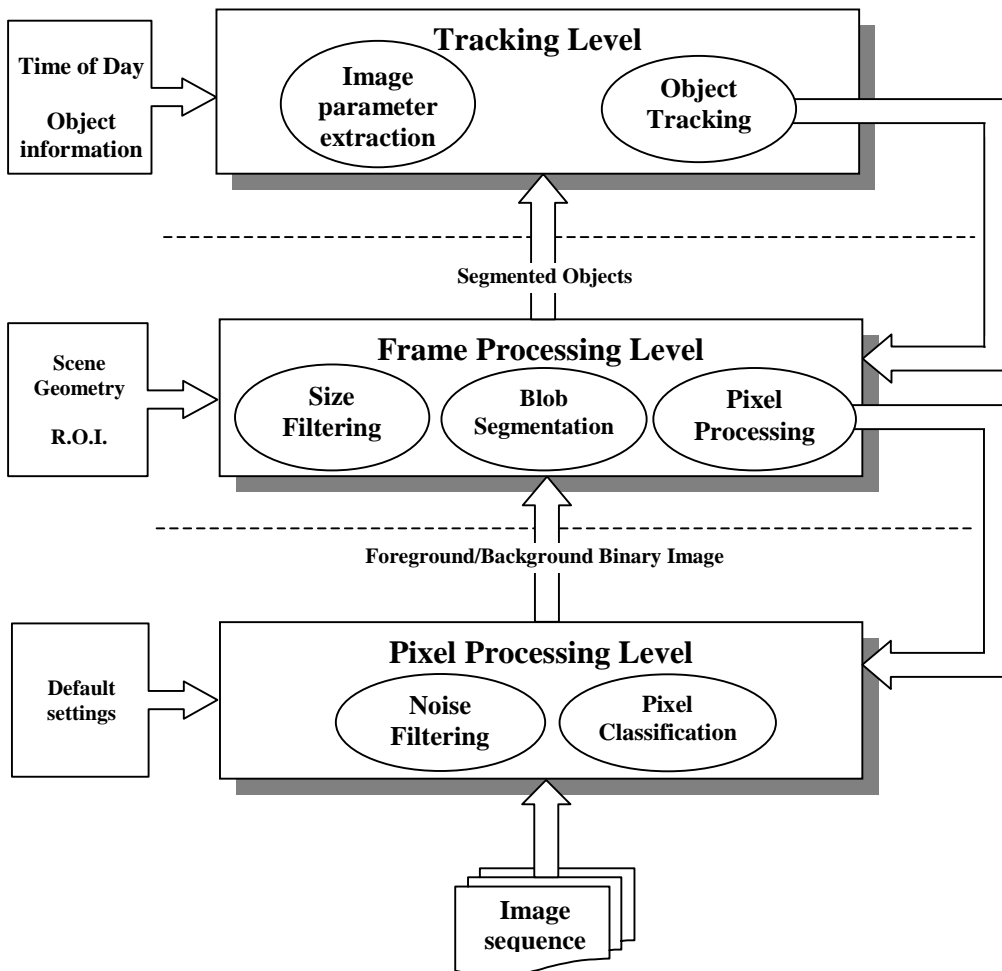 Tracking Level
Time of Day
Object
information
Image
parameter
extraction
Object
Tracking
Segmented Objects
Frame Processing Level
Scene
Geometry
R.O.I.
Size
Filtering
Blob
Segmentation
Pixel
Processing
Foreground/Background Binary Image
Pixel Processing Level
Default
settings
Noise
Filtering
Pixel
Classification
Image
sequence